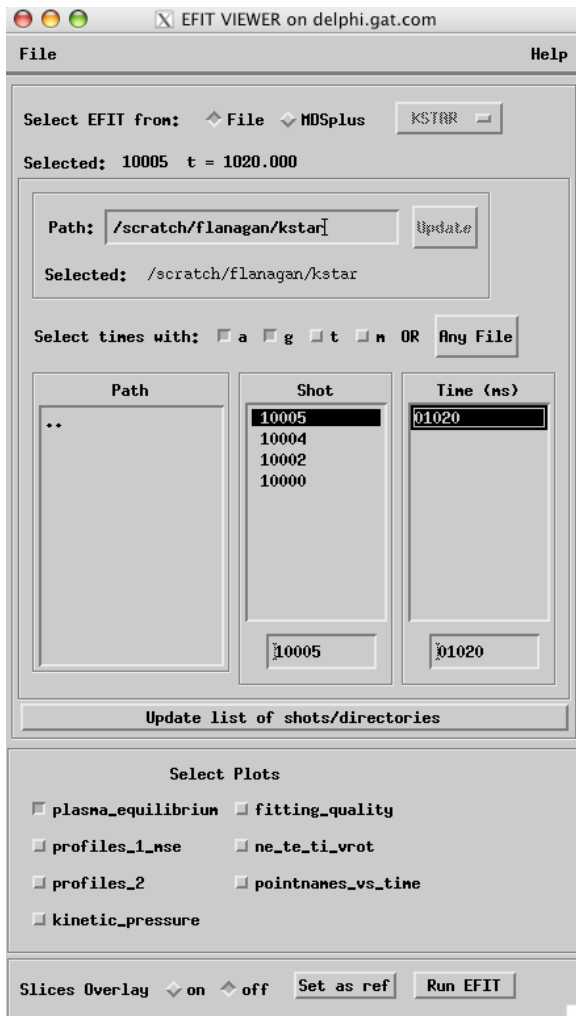 EFIT VIEWER on delphi.gat.com
File Help
Select EFIT from: File MDSplus KSTAR
Selected: 10005 t = 1020.000
Path: /scratch/flanagan/kstar Update
Selected: /scratch/flanagan/kstar
Select times with: a g t m OR Any File
Path Shot Time (ms)
.. 10005 01020
10004
10002
10000
10005 01020
Update list of shots/directories
Select Plots
plasma_equilibrium fitting_quality
profiles_1_mse ne_te_ti_vrot
profiles_2 pointnames_vs_time
kinetic_pressure
Slices Overlay on off Set as ref Run EFIT